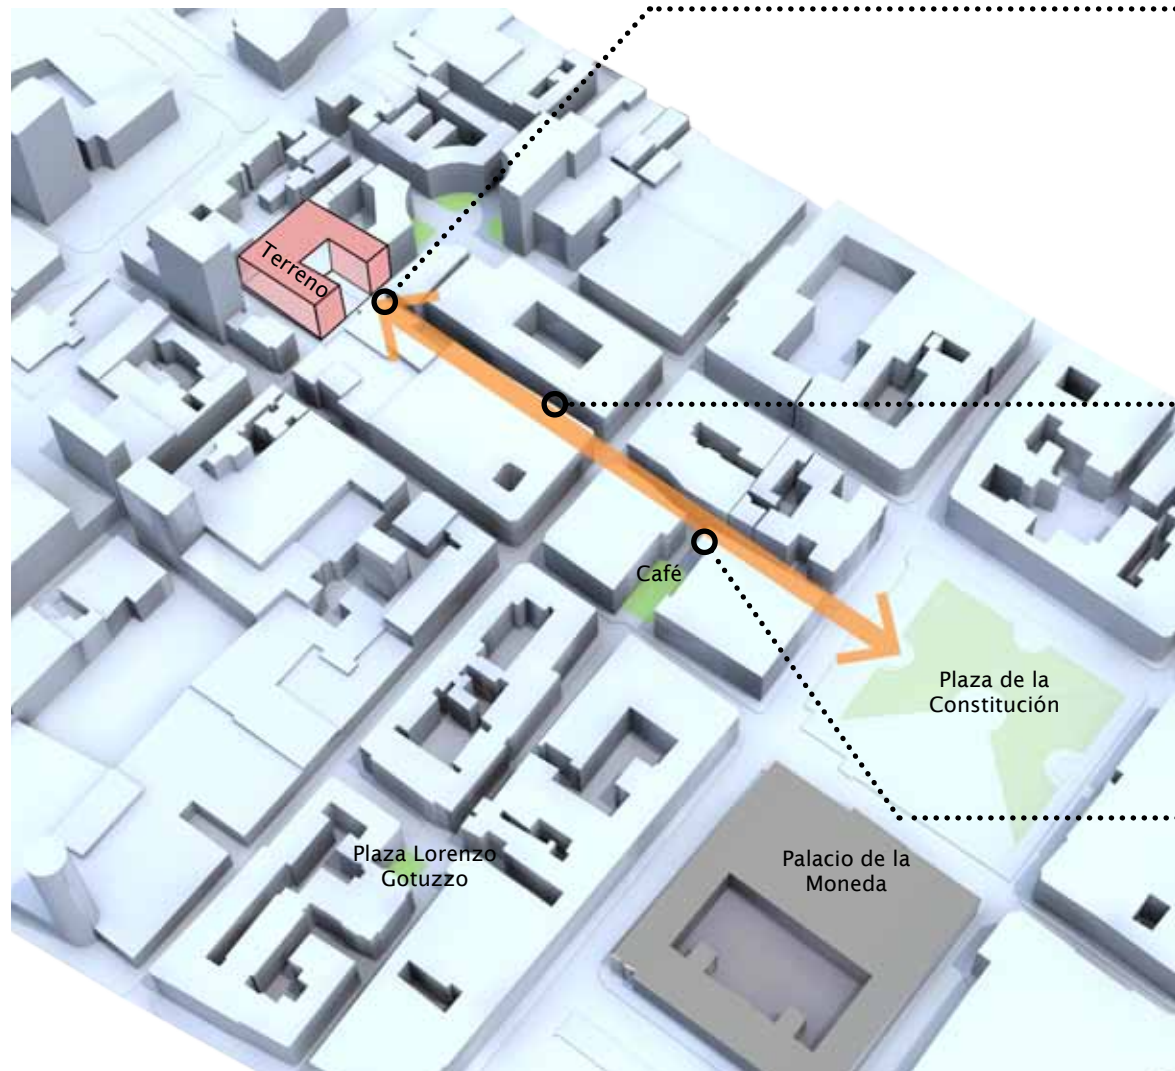 Terreno
Café
Plaza de la
Constitución
Plaza Lorenzo
Gotuzzo
Palacio de la
Moneda